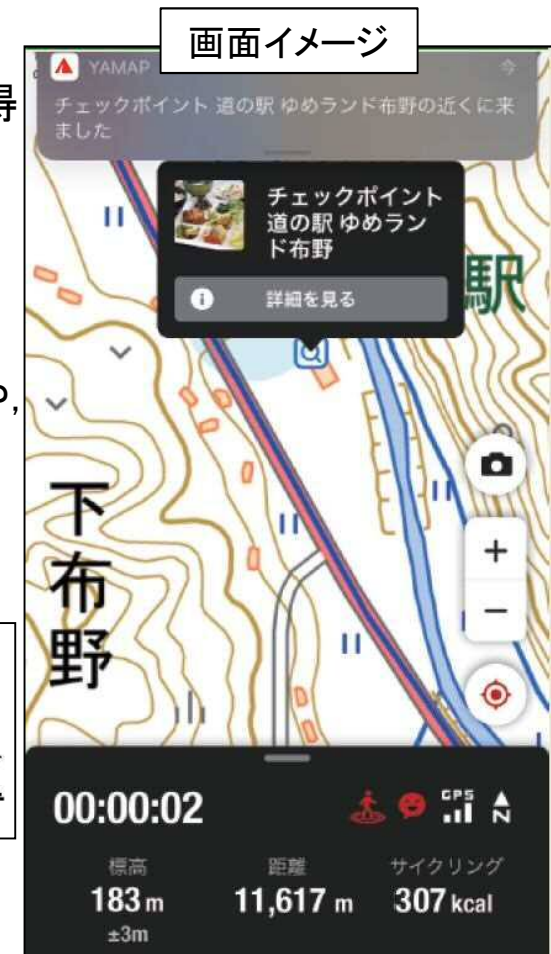 画面イメージ
得
YAMAP
今
チェックポイント 道の駅 ゆめランド布野の近くに来
ました
チェックポイント
道の駅 ゆめラン
ド布野
詳細を見る
駅
下布野
00:00:02
GPS
N
標高
距離
サイクリング
183 m
11,617 m
307 kcal
±3m